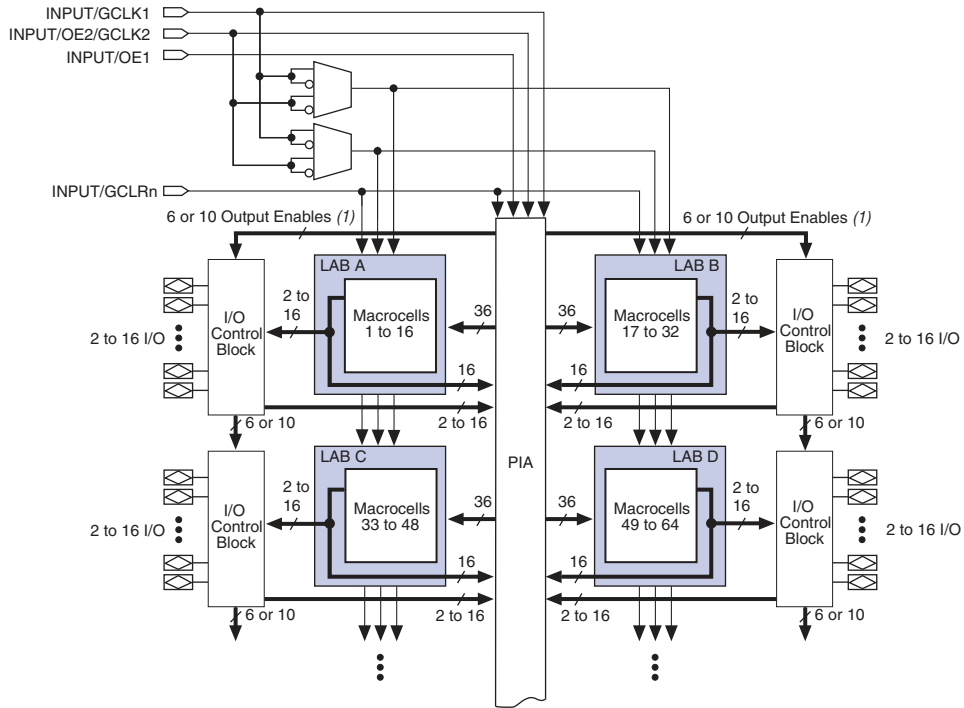 INPUT/GCLK1
INPUT/OE2/GCLK2
INPUT/OE1
INPUT/GCLRn
6 or 10 Output Enables (1)
6 or 10 Output Enables (1)
LAB A
LAB B
2 to
16
Macrocells
1 to 16
36
36
Macrocells
17 to 32
2 to
16
I/O
Control
Block
I/O
Control
Block
2 to 16 I/O
2 to 16 I/O
16
16
2 to 16
2 to 16
6 or 10
6 or 10
LAB C
PIA
LAB D
2 to
16
Macrocells
33 to 48
36
36
Macrocells
49 to 64
2 to
16
I/O
Control
Block
I/O
Control
Block
2 to 16 I/O
2 to 16 I/O
16
16
2 to 16
2 to 16
6 or 10
6 or 10